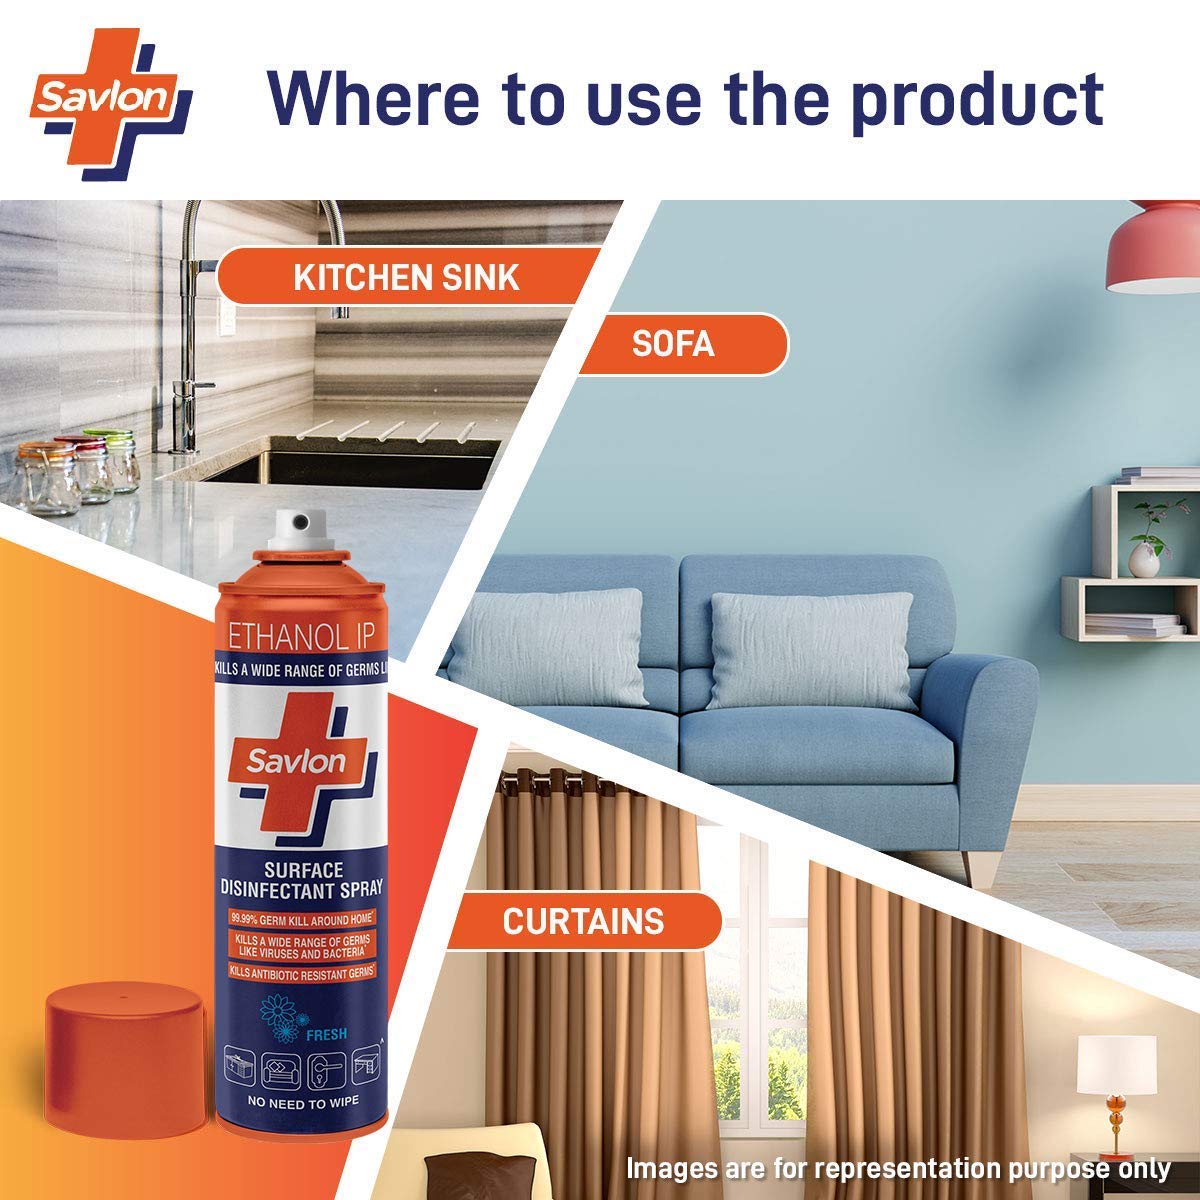 Savlon
Where to use the product
KITCHEN SINK
SOFA
ETHANOL IP
KILLS A WIDE RANGE OF GERMS LI
Savlon
SURFACE
DISINFECTANT SPRAY
99.99% GERM KILL AROUND HOME*
KILLS A WIDE RANGE OF GERMS
LIKE VIRUSES AND BACTERIA*
KILLS ANTIBIOTIC RESISTANT GERMS*
FRESH
NO NEED TO WIPE
CURTAINS
Images are for representation purpose only